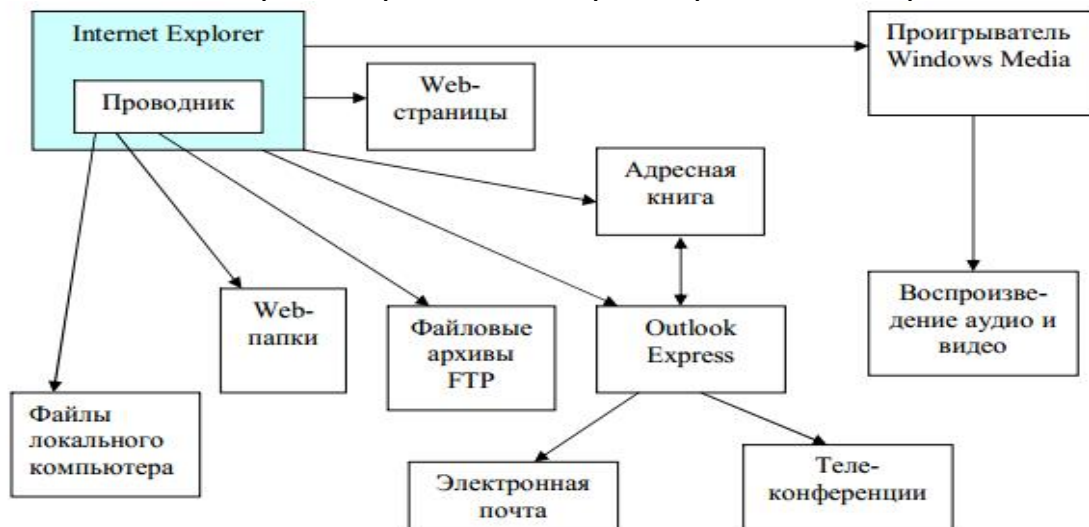 Internet Explorer
Проводник
Web-
страницы
Проигрыватель
Windows Media
Адресная
книга
Web-
папки
Файловые
архивы
FTP
Outlook
Express
Воспроизве-
дение аудио и
видео
Файлы
локального
компьютера
Электронная
почта
Теле-
конференции